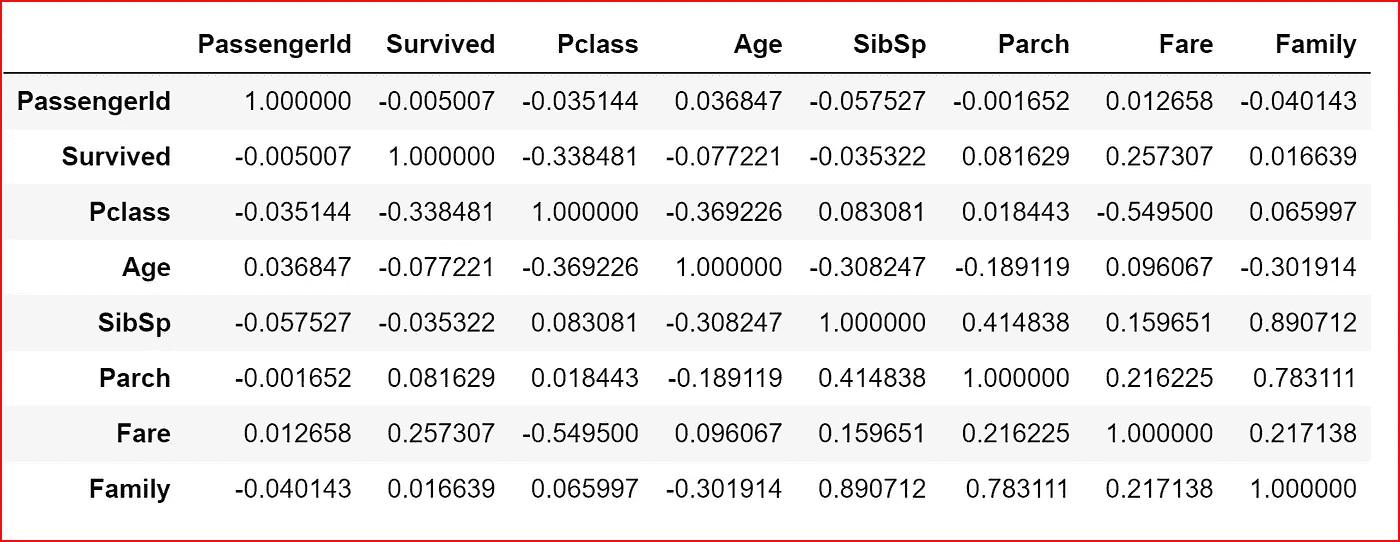 PassengerId Survived Pclass Age SibSp Parch Fare Family
PassengerId 1.000000 -0.005007 -0.035144 0.036847 -0.057527 -0.001652 0.012658 -0.040143
Survived -0.005007 1.000000 -0.338481 -0.077221 -0.035322 0.081629 0.257307 0.016639
Pclass -0.035144 -0.338481 1.000000 -0.369226 0.083081 0.018443 -0.549500 0.065997
Age 0.036847 -0.077221 -0.369226 1.000000 -0.308247 -0.189119 0.096067 -0.301914
SibSp -0.057527 -0.035322 0.083081 -0.308247 1.000000 0.414838 0.159651 0.890712
Parch -0.001652 0.081629 0.018443 -0.189119 0.414838 1.000000 0.216225 0.783111
Fare 0.012658 0.257307 -0.549500 0.096067 0.159651 0.216225 1.000000 0.217138
Family -0.040143 0.016639 0.065997 -0.301914 0.890712 0.783111 0.217138 1.000000